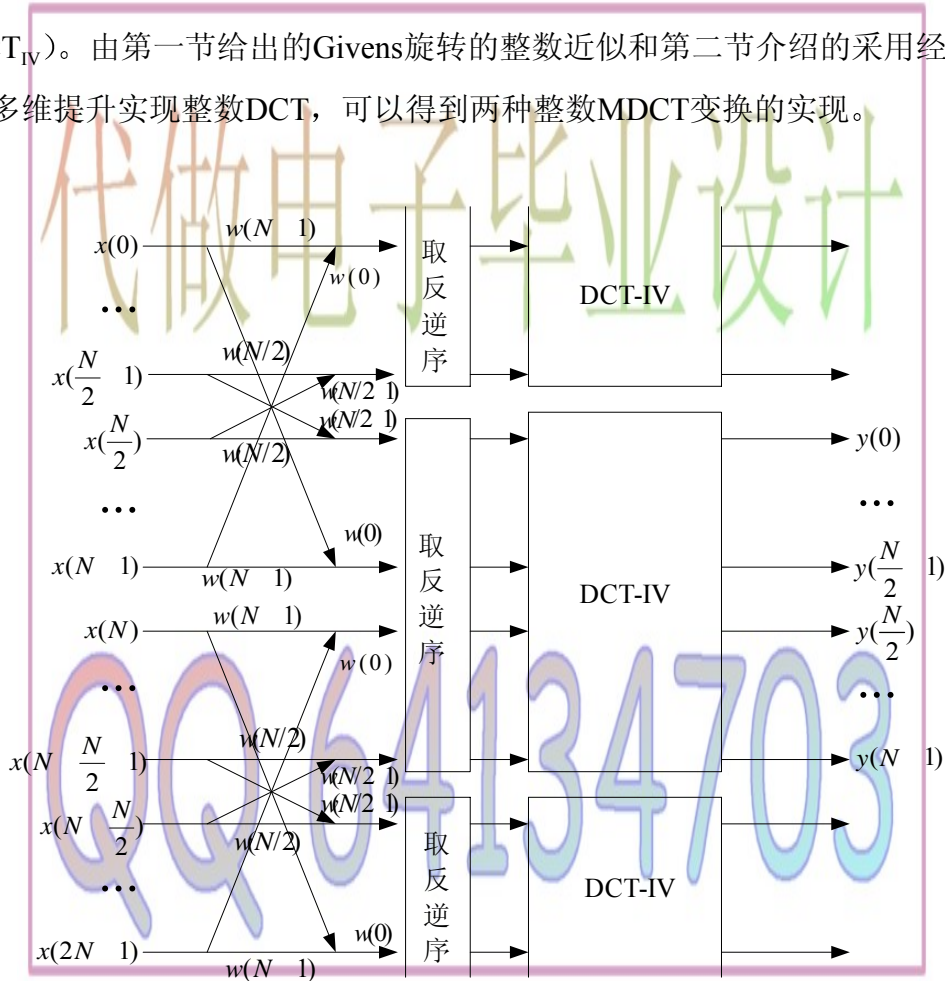 T_IV）。由第一节给出的Givens旋转的整数近似和第二节介绍的采用经
多维提升实现整数DCT，可以得到两种整数MDCT变换的实现。
代做电子毕业设计
x(0)
w(N 1)
w(0)
取反逆序
DCT-IV
…
x(N/2 1)
w(N/2)
w(N/2 1)
w(N/2 1)
x(N/2)
w(N/2)
y(0)
…
…
w(0)
x(N 1)
w(N 1)
取反逆序
DCT-IV
y(N/2 1)
w(N 1)
x(N)
y(N/2)
w(0)
…
…
QQ 64134703
w(N/2)
x(N N/2 1)
w(N/2 1)
y(N 1)
w(N/2 1)
x(N N/2)
w(N/2)
取反逆序
DCT-IV
…
w(0)
x(2N 1)
w(N 1)